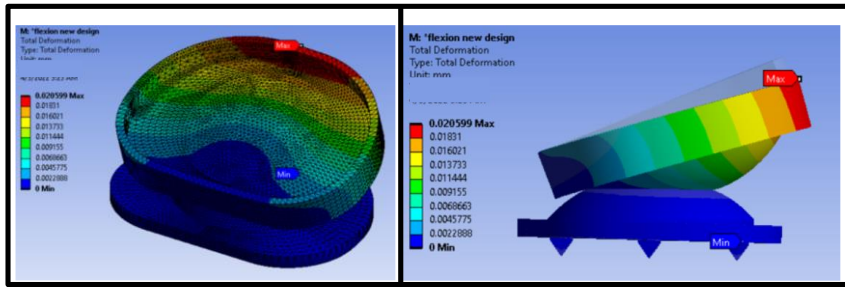 M: *flexion new design
Total Deformation
Type: Total Deformation
0.020599 Max
0.01831
0.016021
0.013733
0.011444
0.009155
0.0068663
0.0045775
0.0022888
0 Min
Max
Min
M: *flexion new design
Total Deformation
Type: Total Deformation
Unit: mm
0.020599 Max
0.01831
0.016021
0.013733
0.011444
0.009155
0.0068663
0.0045775
0.0022888
0 Min
Max
Min